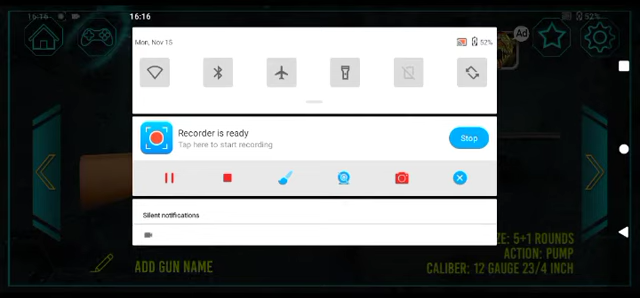 16:16
16:16
52%
Mon, Nov 15
52%
Ad
Recorder is ready
Tap here to start recording
Stop
Silent notifications
ZE: 5+1 ROUNDS
ACTION: PUMP
ADD GUN NAME
CALIBER: 12 GAUGE 23/4 INCH